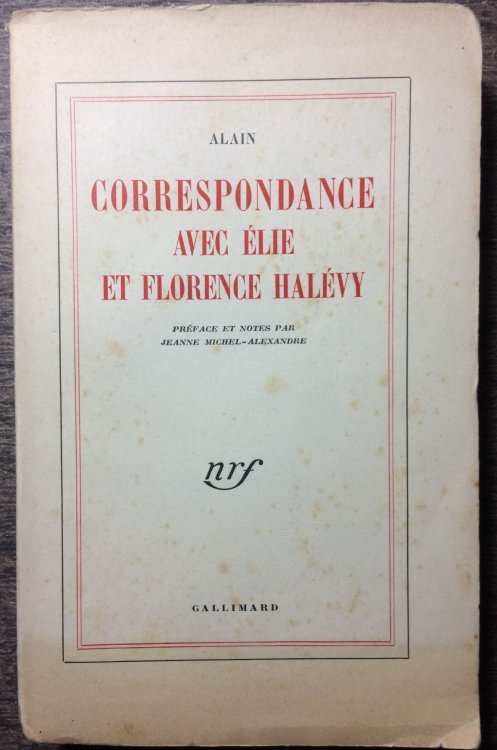 ALAIN
CORRESPONDANCE
AVEC ÉLIE
ET FLORENCE HALÉVY
PRÉFACE ET NOTES PAR
JEANNE MICHEL-ALEXANDRE
nrf
GALLIMARD